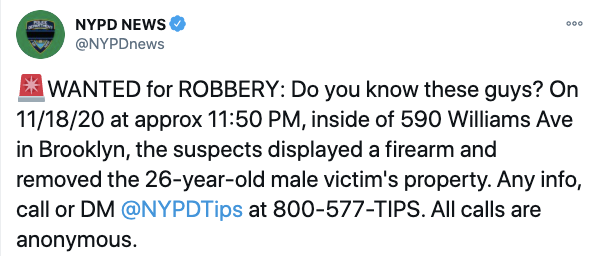 NYPD NEWS
@NYPDnews
🚨WANTED for ROBBERY: Do you know these guys? On
11/18/20 at approx 11:50 PM, inside of 590 Williams Ave
in Brooklyn, the suspects displayed a firearm and
removed the 26-year-old male victim's property. Any info,
call or DM @NYPDTips at 800-577-TIPS. All calls are
anonymous.